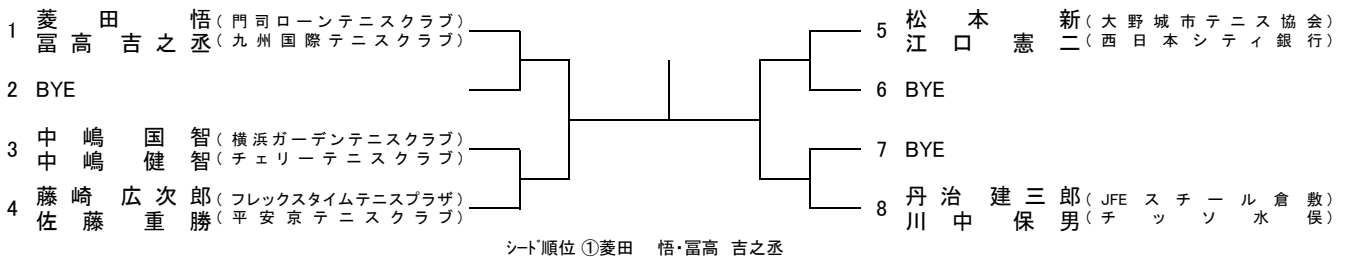 1 菱田 悟(門司ローンテニスクラブ)
冨高吉之丞(九州国際テニスクラブ)
2 BYE
3 中嶋 国智(横浜ガーデンテニスクラブ)
中嶋 健智(チェリーテニスクラブ)
4 藤崎 広次郎(フレックスタイムテニスプラザ)
佐藤 重勝(平安京テニスクラブ)
5 松本 新(大野城市テニス協会)
江口 憲二(西日本シティ銀行)
6 BYE
7 BYE
8 丹治 建三郎(JFEスチール倉敷)
川中 保男(チッソ水俣)
シード順位 ①菱田 悟・冨高 吉之丞